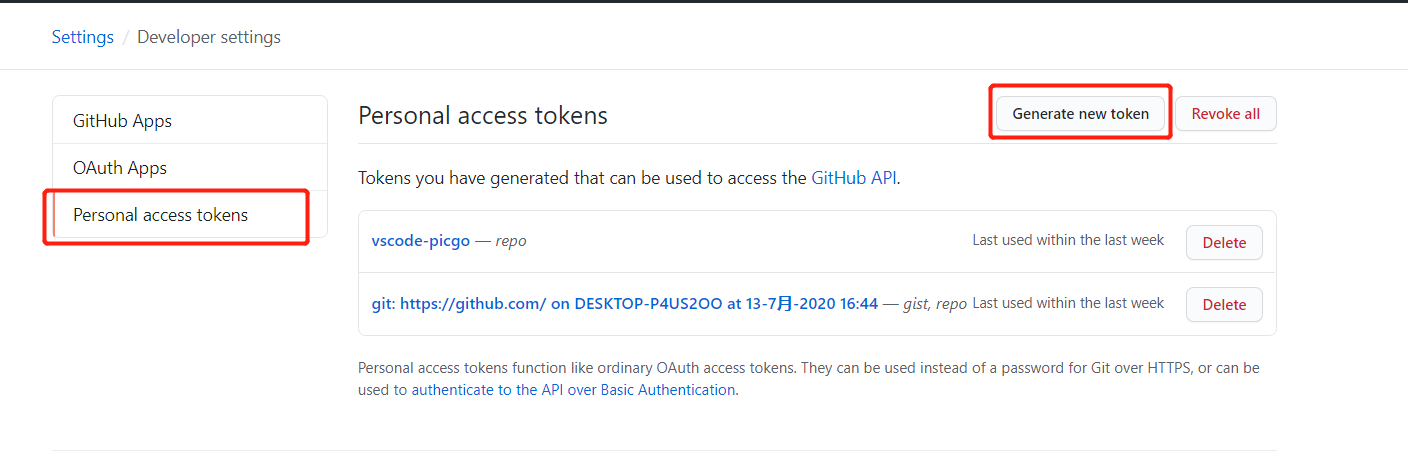 Settings / Developer settings
GitHub Apps
OAuth Apps
Personal access tokens
Personal access tokens
Generate new token
Revoke all
Tokens you have generated that can be used to access the GitHub API.
vscode-picgo — repo
Last used within the last week
Delete
git: https://github.com/ on DESKTOP-P4US2OO at 13-7月-2020 16:44 — gist, repo
Last used within the last week
Delete
Personal access tokens function like ordinary OAuth access tokens. They can be used instead of a password for Git over HTTPS, or can be
used to authenticate to the API over Basic Authentication.